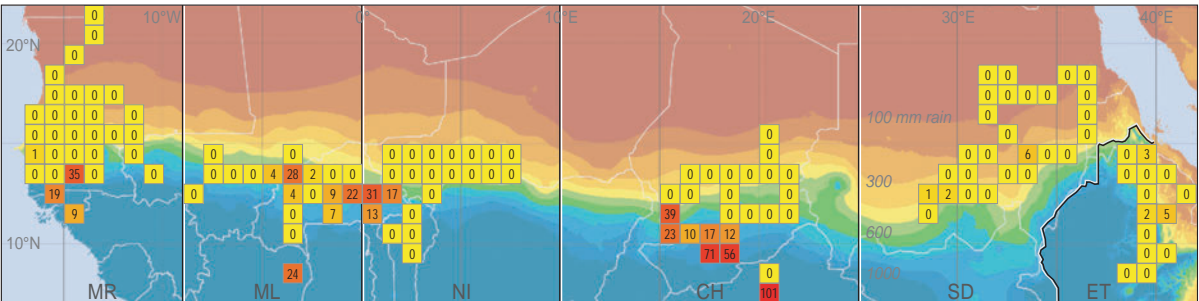 0 10°W 0° 10°E 20°E 30°E 40°E
0
20°N 0
0 0 0 0 0
0 0 0 0 0 0 0 0 0
0 0 0 0 0 100 mm rain 0
0 0 0 0 0 0 0 0 0
1 0 0 0 0 0 0 0 0 0 0 0 0 0 0 0 0 6 0 0 0 3
0 0 35 0 0 0 0 0 4 28 2 0 0 0 0 0 0 0 0 0 0 0 0 0 0 0 300 0 0 0 0 0 0
19 0 4 0 9 22 31 17 0 0 0 0 0 0 1 2 0 0 0 0
9 0 7 13 0 39 0 0 0 0 0 2 5
10°N 0 0 0 23 10 17 12 600 0
0 71 56 0 0
24 0 1000 0 0
MR ML NI CH 101 SD ET